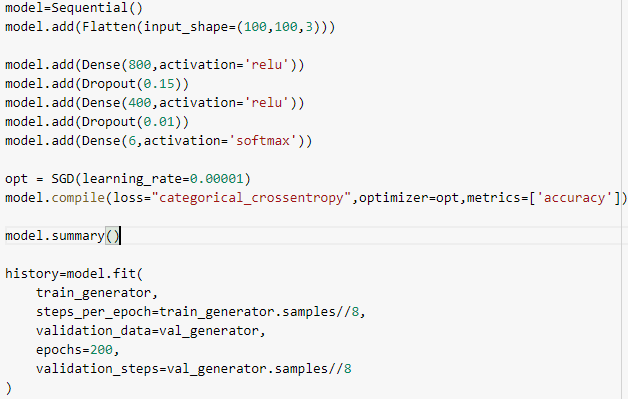 model=Sequential()
model.add(Flatten(input_shape=(100,100,3)))
model.add(Dense(800,activation='relu'))
model.add(Dropout(0.15))
model.add(Dense(400,activation='relu'))
model.add(Dropout(0.01))
model.add(Dense(6,activation='softmax'))
opt = SGD(learning_rate=0.00001)
model.compile(loss="categorical_crossentropy",optimizer=opt,metrics=['accuracy'])
model.summary()
history=model.fit(
    train_generator,
    steps_per_epoch=train_generator.samples//8,
    validation_data=val_generator,
    epochs=200,
    validation_steps=val_generator.samples//8
)